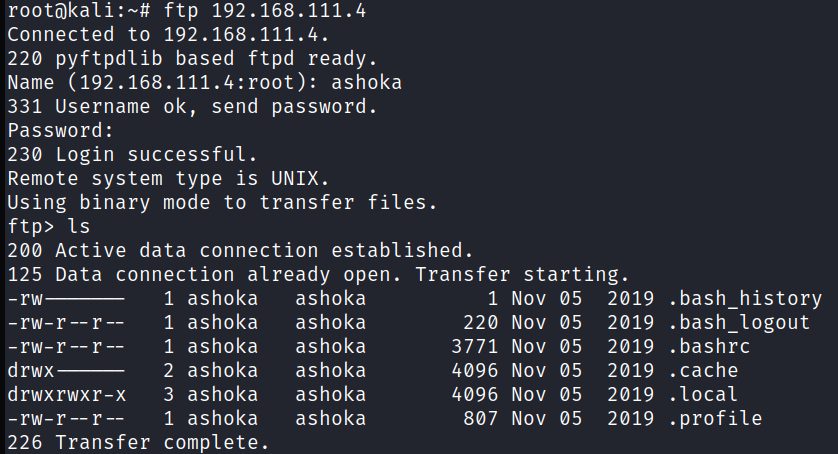 root@kali:~# ftp 192.168.111.4
Connected to 192.168.111.4.
220 pyftpdlib based ftpd ready.
Name (192.168.111.4:root): ashoka
331 Username ok, send password.
Password:
230 Login successful.
Remote system type is UNIX.
Using binary mode to transfer files.
ftp> ls
200 Active data connection established.
125 Data connection already open. Transfer starting.
-rw-------   1 ashoka   ashoka          1 Nov 05  2019 .bash_history
-rw-r--r--   1 ashoka   ashoka        220 Nov 05  2019 .bash_logout
-rw-r--r--   1 ashoka   ashoka       3771 Nov 05  2019 .bashrc
drwx------   2 ashoka   ashoka       4096 Nov 05  2019 .cache
drwxrwxr-x   3 ashoka   ashoka       4096 Nov 05  2019 .local
-rw-r--r--   1 ashoka   ashoka        807 Nov 05  2019 .profile
226 Transfer complete.